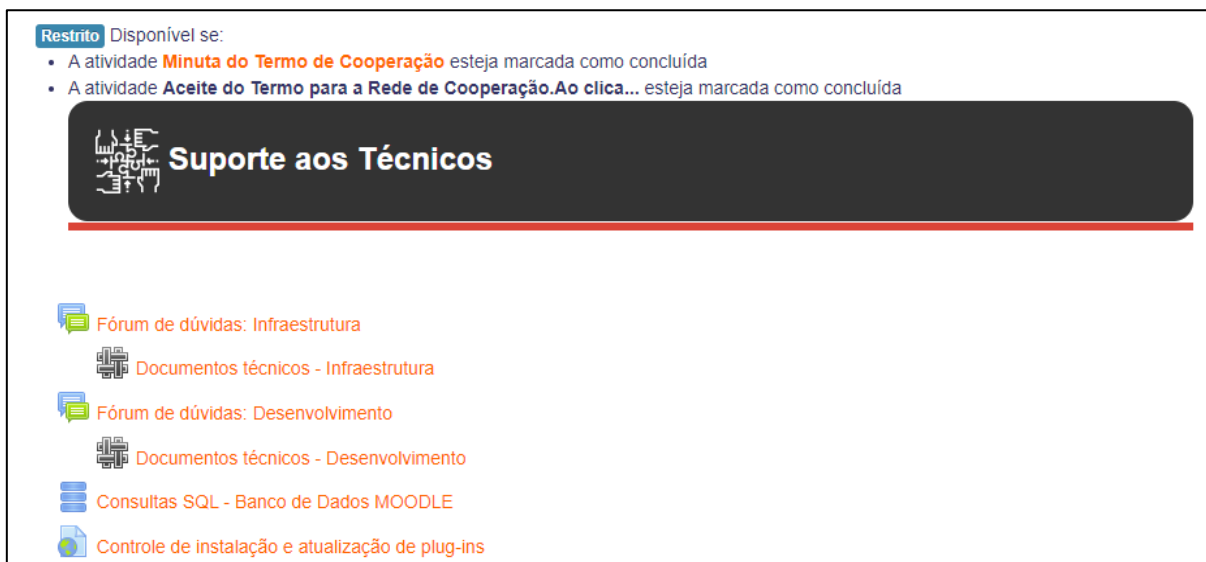 Restrito Disponível se:
A atividade Minuta do Termo de Cooperação esteja marcada como concluída
A atividade Aceite do Termo para a Rede de Cooperação.Ao clica... esteja marcada como concluída
Suporte aos Técnicos
Fórum de dúvidas: Infraestrutura
Documentos técnicos - Infraestrutura
Fórum de dúvidas: Desenvolvimento
Documentos técnicos - Desenvolvimento
Consultas SQL - Banco de Dados MOODLE
Controle de instalação e atualização de plug-ins